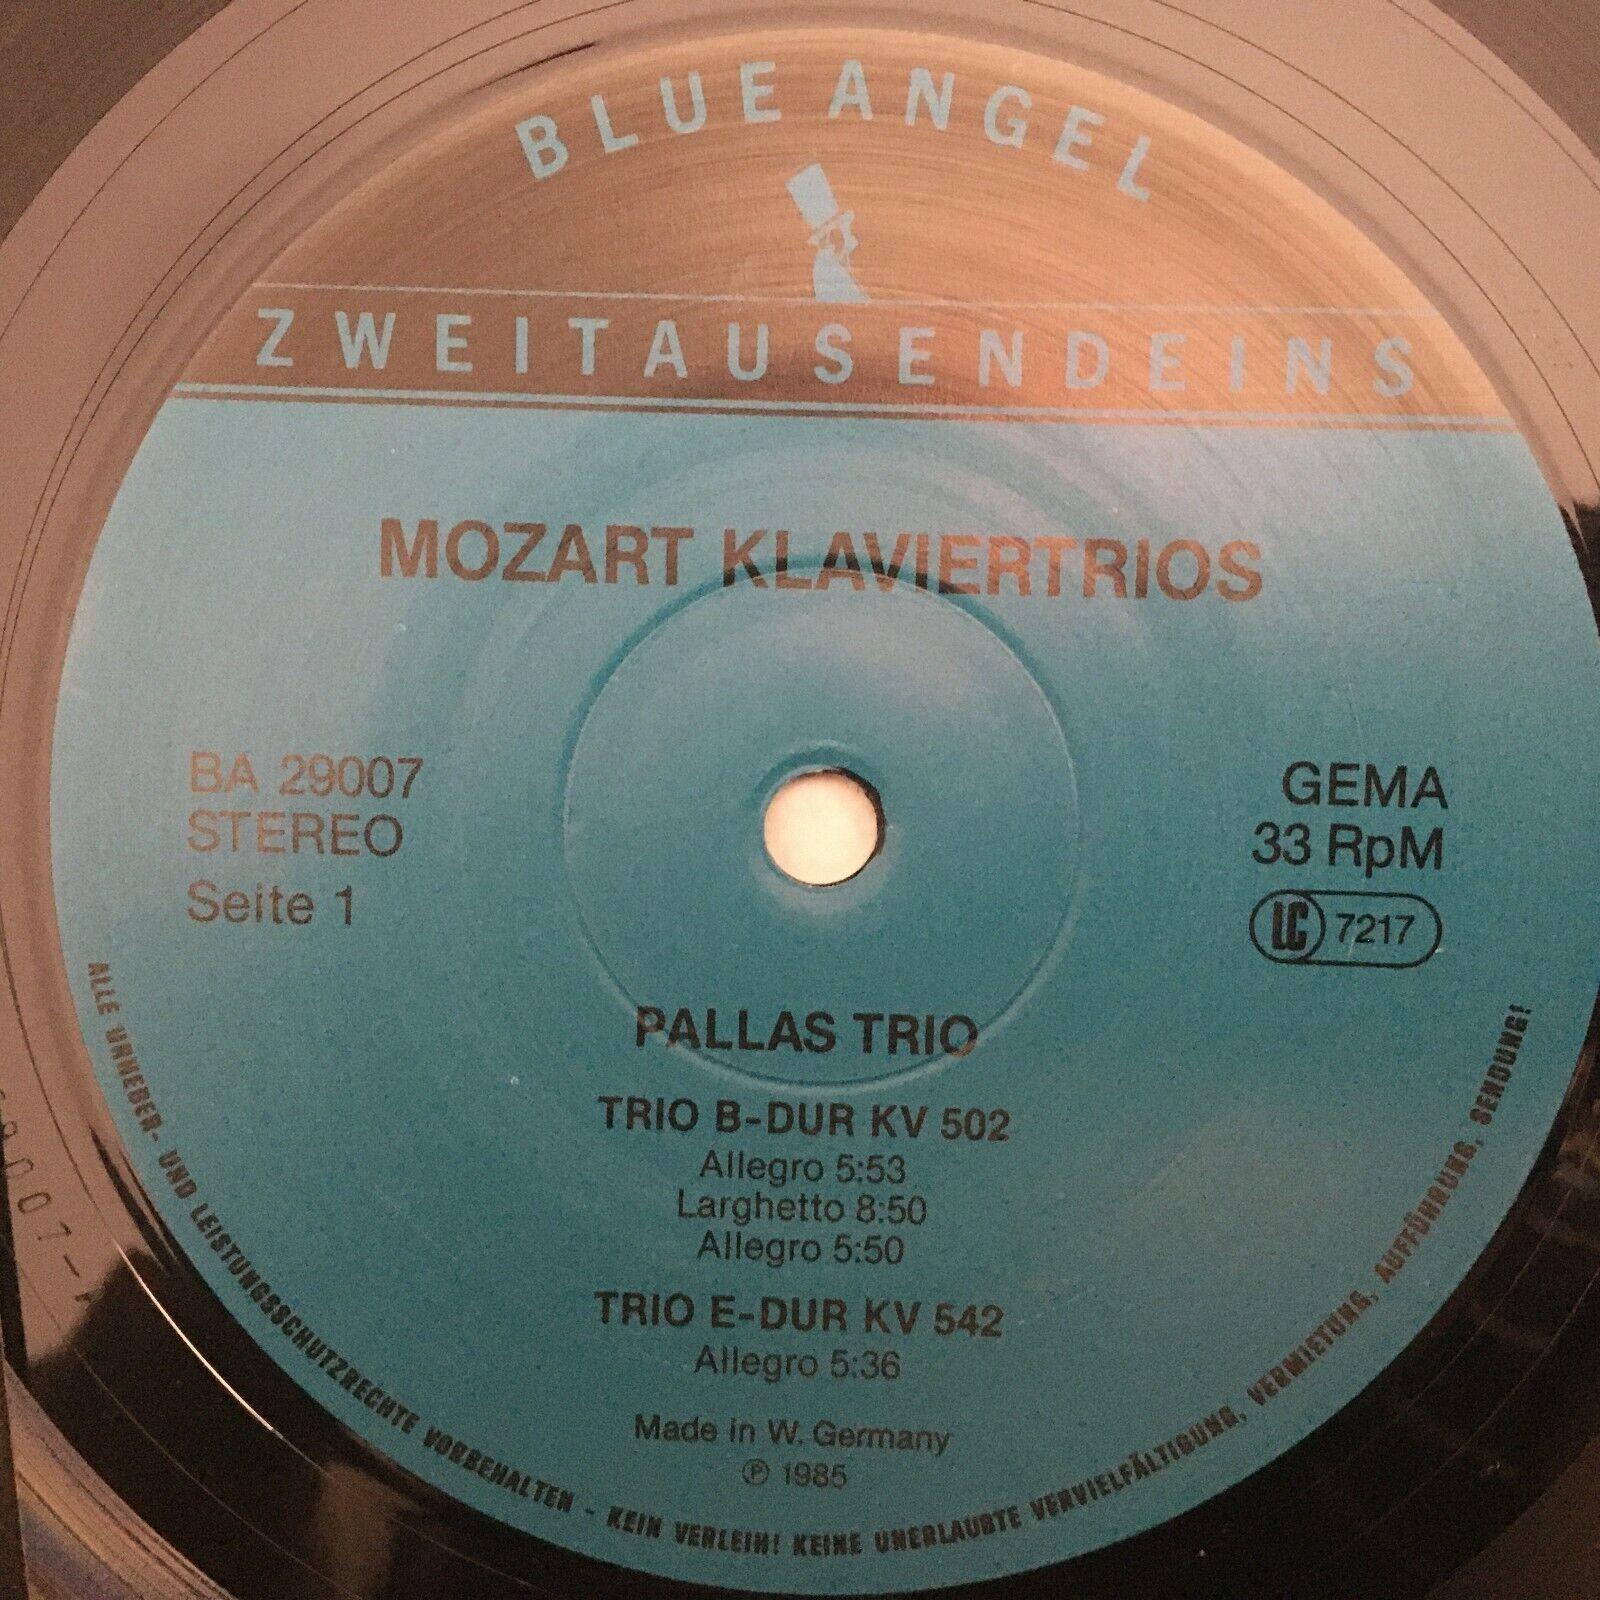 BLUE ANGEL
ZWEITAUSENDEINS
MOZART KLAVIERTRIOS
BA 29007
STEREO
Seite 1
GEMA
33 RpM
LC 7217
PALLAS TRIO
TRIO B-DUR KV 502
Allegro 5:53
Larghetto 8:50
Allegro 5:50
TRIO E-DUR KV 542
Allegro 5:36
Made in W. Germany
℗ 1985
ALLE URHEBER- UND LEISTUNGSSCHUTZRECHTE VORBEHALTEN - KEIN VERLEIH! KEINE UNERLAUBTE VERVIELFÄLTIGUNG, VERMIETUNG, AUFFÜHRUNG, SENDUNG!